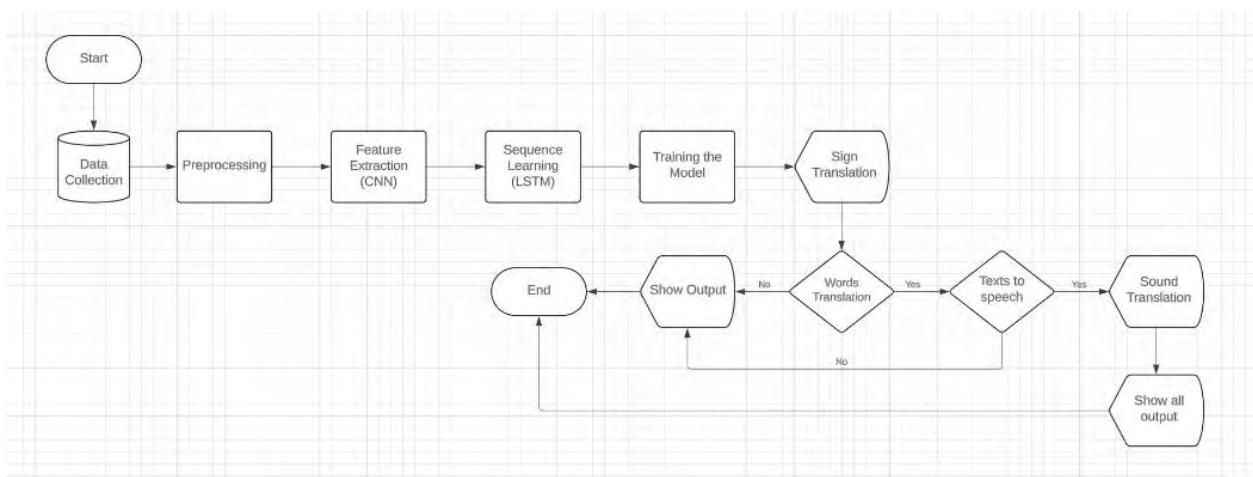 Start
Data
Collection
Preprocessing
Feature
Extraction
(CNN)
Sequence
Learning
(LSTM)
Training the
Model
Sign
Translation
End
Show Output
No
Words
Translation
Yes
Texts to
speech
Yes
Sound
Translation
No
Show all
output